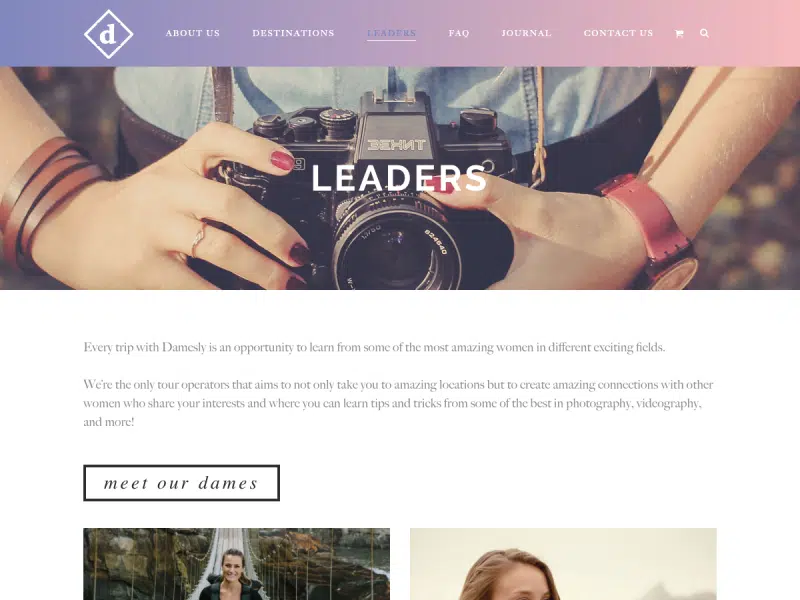 d
ABOUT US DESTINATIONS LEADERS FAQ JOURNAL CONTACT US
ЗЕНИТ
LEADERS
824540
Every trip with Damesly is an opportunity to learn from some of the most amazing women in different exciting fields.
We're the only tour operators that aims to not only take you to amazing locations but to create amazing connections with other
women who share your interests and where you can learn tips and tricks from some of the best in photography, videography,
and more!
meet our dames